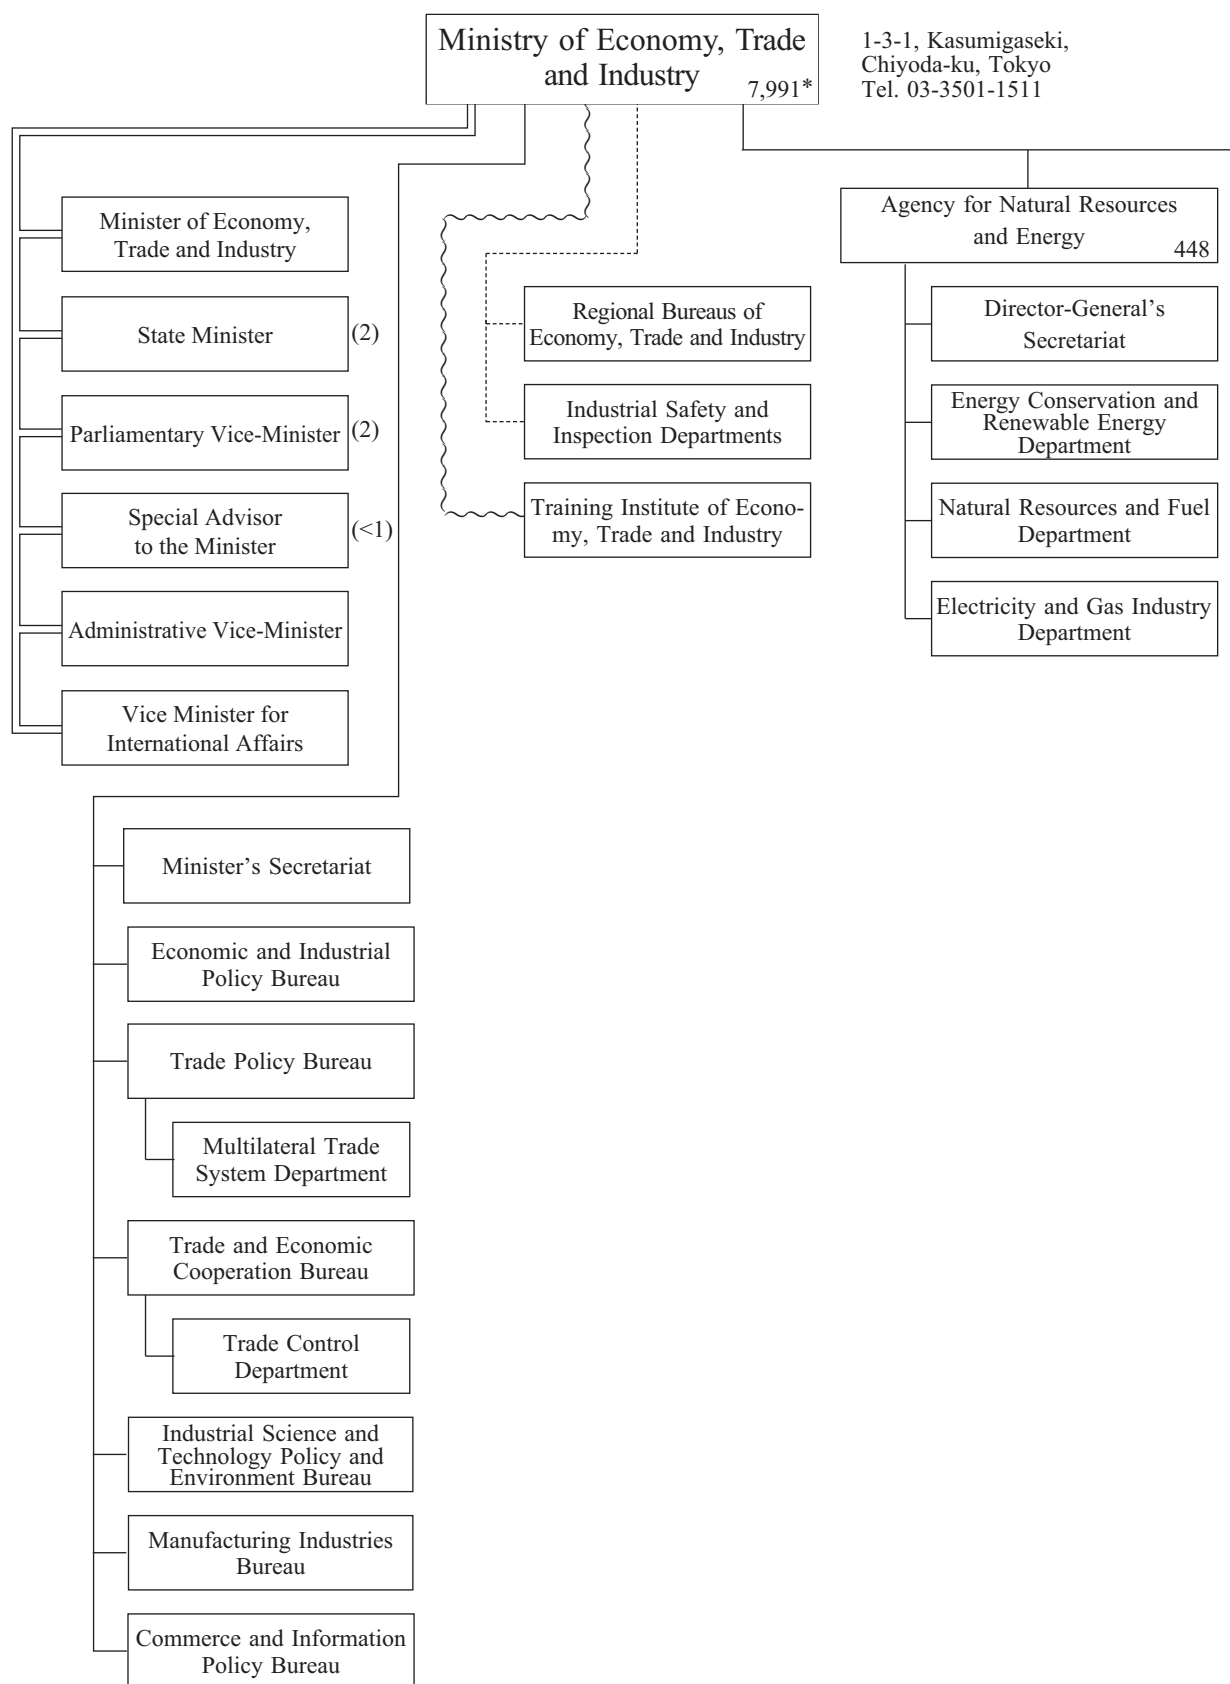 Ministry of Economy, Trade
and Industry
7,991*
1-3-1, Kasumigaseki,
Chiyoda-ku, Tokyo
Tel. 03-3501-1511
Minister of Economy,
Trade and Industry
State Minister
(2)
Parliamentary Vice-Minister
(2)
Special Advisor
to the Minister
(<1)
Administrative Vice-Minister
Vice Minister for
International Affairs
Regional Bureaus of
Economy, Trade and Industry
Industrial Safety and
Inspection Departments
Training Institute of Econo-
my, Trade and Industry
Agency for Natural Resources
and Energy
448
Director-General’s
Secretariat
Energy Conservation and
Renewable Energy
Department
Natural Resources and Fuel
Department
Electricity and Gas Industry
Department
Minister’s Secretariat
Economic and Industrial
Policy Bureau
Trade Policy Bureau
Multilateral Trade
System Department
Trade and Economic
Cooperation Bureau
Trade Control
Department
Industrial Science and
Technology Policy and
Environment Bureau
Manufacturing Industries
Bureau
Commerce and Information
Policy Bureau